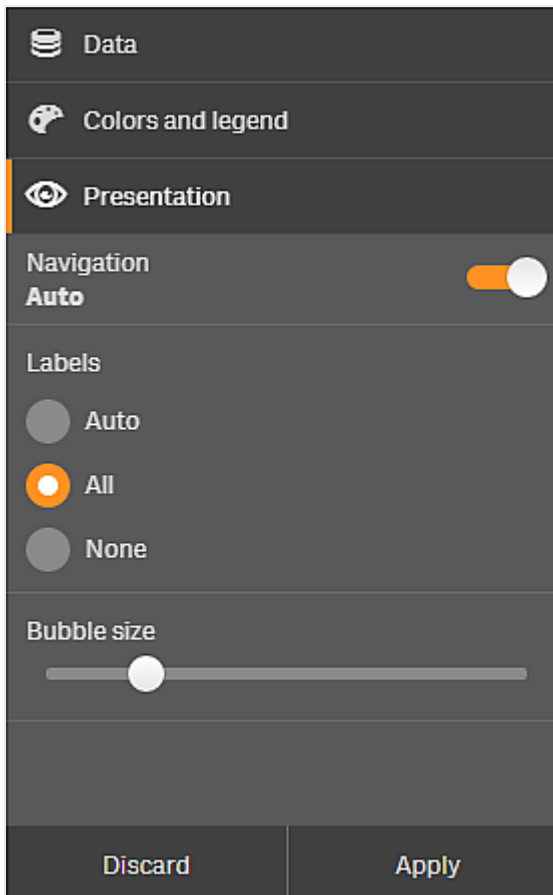 Data
Colors and legend
Presentation
Navigation
Auto
Labels
Auto
All
None
Bubble size
Discard
Apply